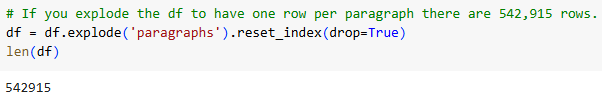 # If you explode the df to have one row per paragraph there are 542,915 rows.
df = df.explode('paragraphs').reset_index(drop=True)
len(df)
542915